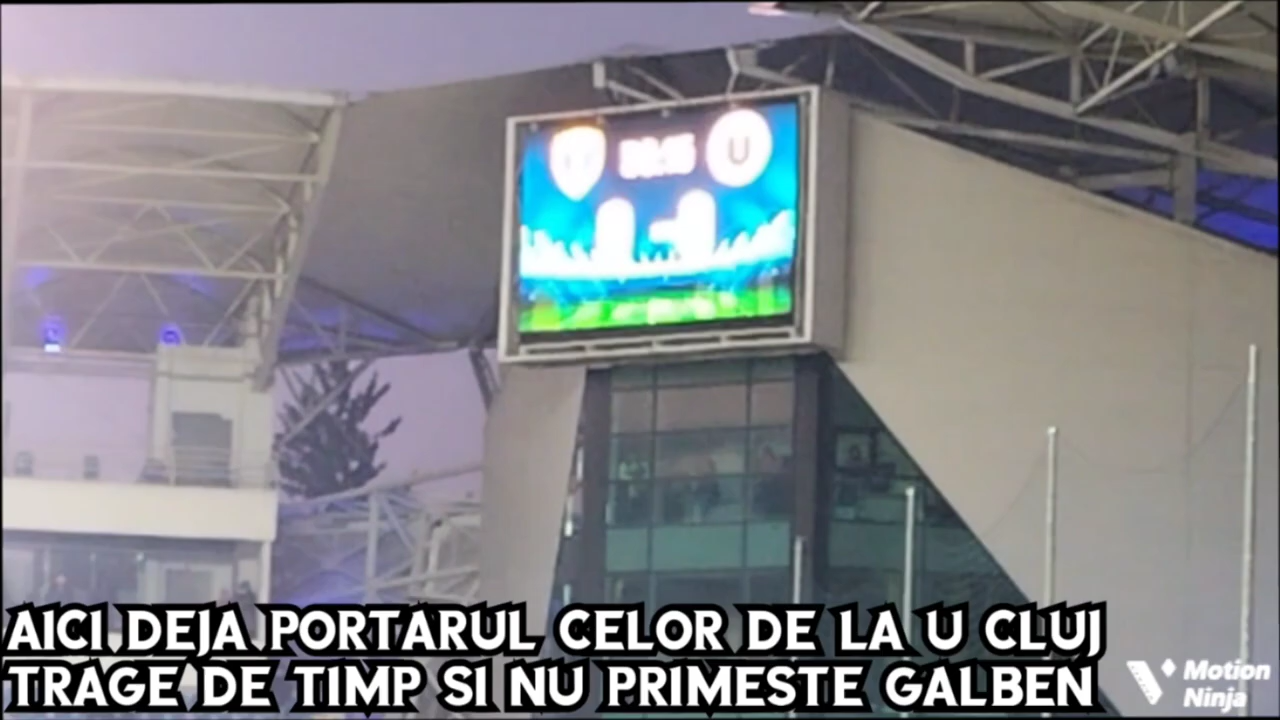 U
AICI DEJA PORTARUL CELOR DE LA U CLUJ
TRAGE DE TIMP SI NU PRIMESTE GALBEN
Motion
Ninja